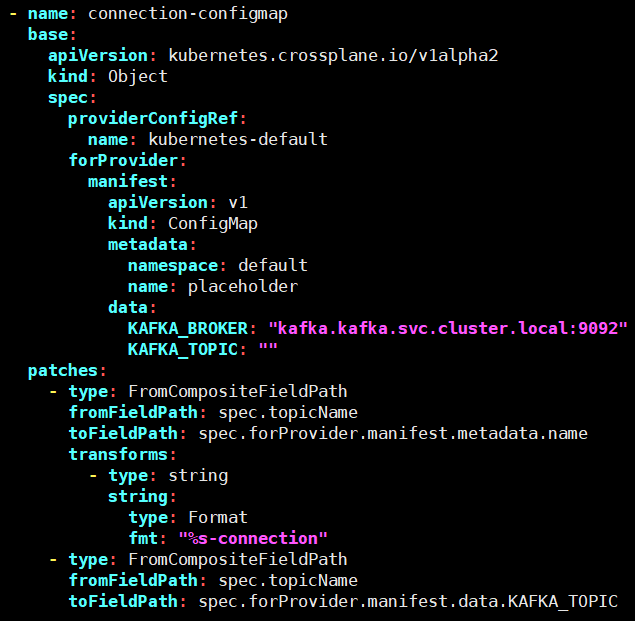 - name: connection-configmap
  base:
    apiVersion: kubernetes.crossplane.io/v1alpha2
    kind: Object
    spec:
      providerConfigRef:
        name: kubernetes-default
      forProvider:
        manifest:
          apiVersion: v1
          kind: ConfigMap
          metadata:
            namespace: default
            name: placeholder
          data:
            KAFKA_BROKER: "kafka.kafka.svc.cluster.local:9092"
            KAFKA_TOPIC: ""
  patches:
    - type: FromCompositeFieldPath
      fromFieldPath: spec.topicName
      toFieldPath: spec.forProvider.manifest.metadata.name
      transforms:
        - type: string
          string:
            type: Format
            fmt: "%s-connection"
    - type: FromCompositeFieldPath
      fromFieldPath: spec.topicName
      toFieldPath: spec.forProvider.manifest.data.KAFKA_TOPIC